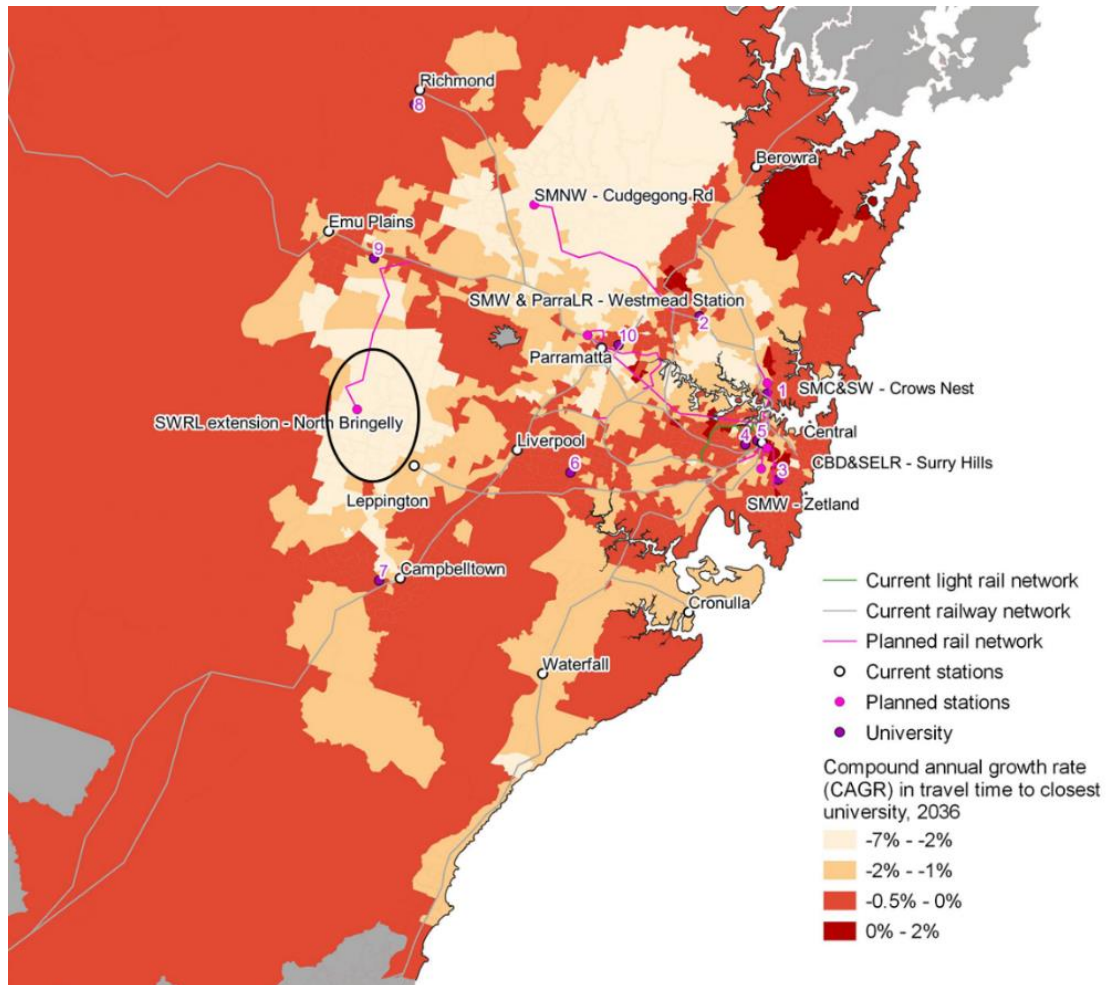 Richmond
8
Berowra
SMNW - Cudgegong Rd
Emu Plains
9
SMW & ParraLR - Westmead Station
2
10
Parramatta
1
SMC&SW - Crows Nest
SWRL extension - North Bringelly
Liverpool
4
5
Central
6
CBD&SELR - Surry Hills
3
Leppington
SMW - Zetland
7
Campbelltown
Cronulla
Waterfall
Current light rail network
Current railway network
Planned rail network
Current stations
Planned stations
University
Compound annual growth rate
(CAGR) in travel time to closest
university, 2036
-7% - -2%
-2% - -1%
-0.5% - 0%
0% - 2%